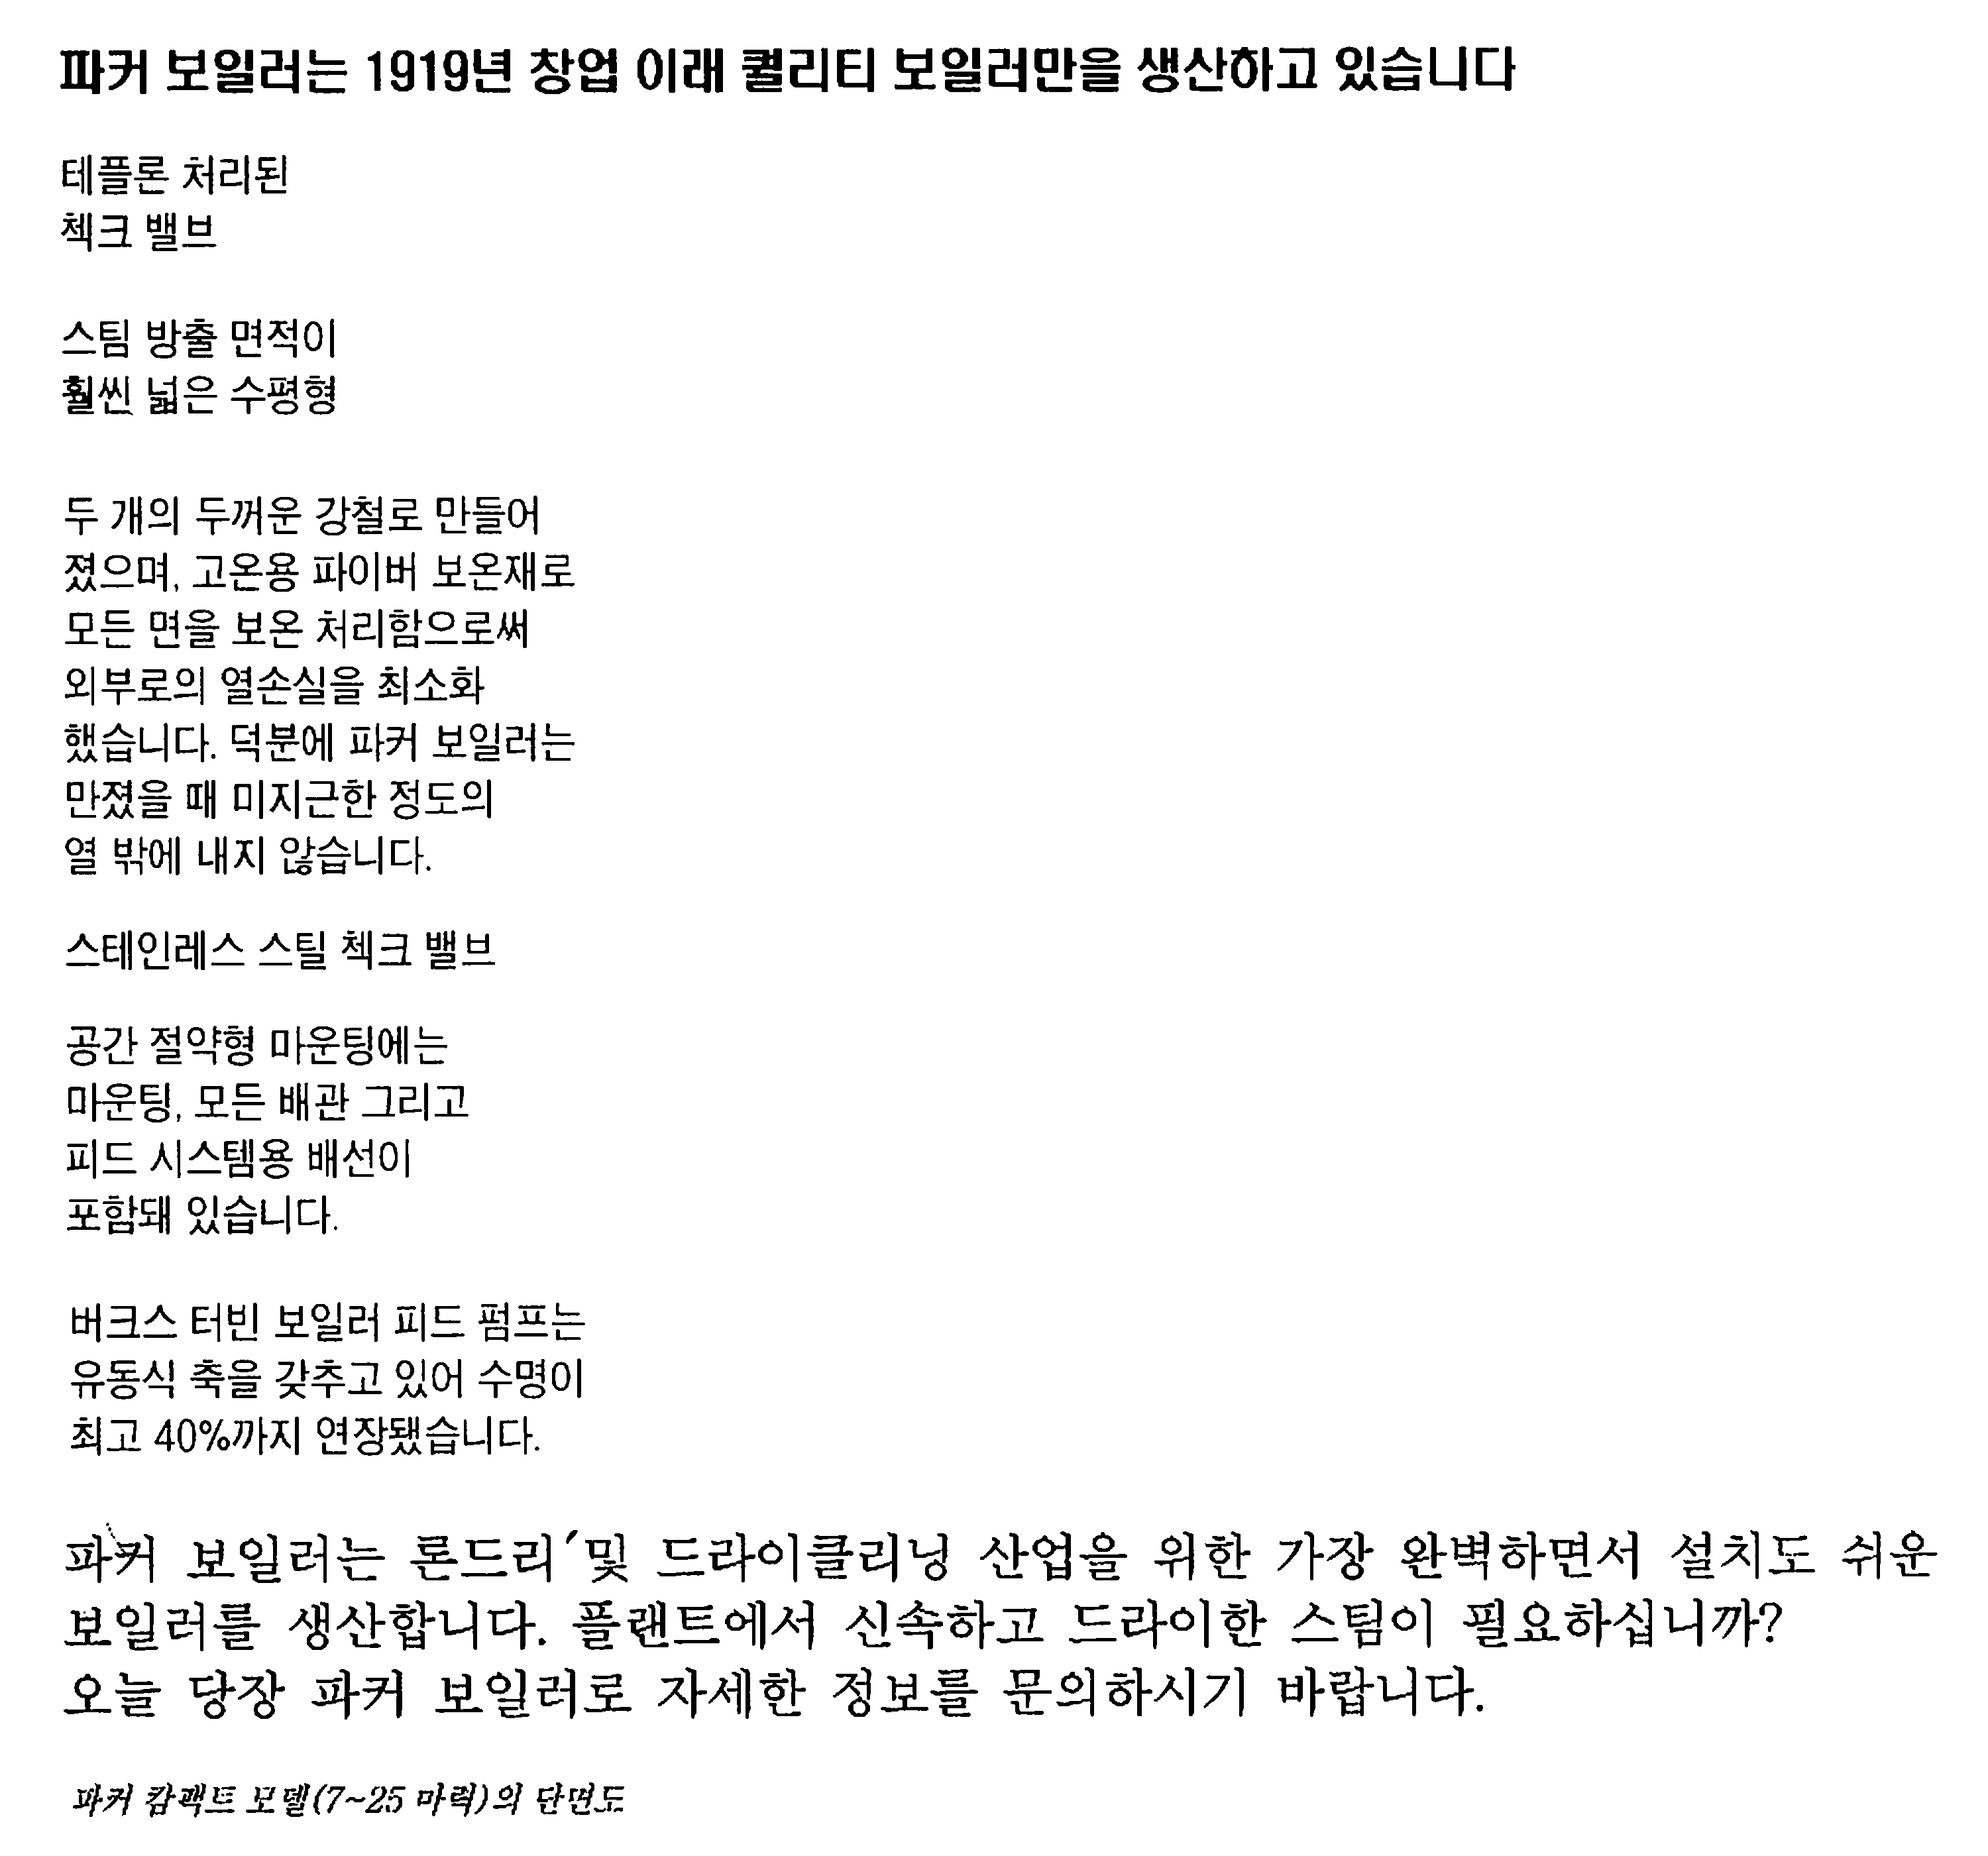 파커 보일러는 1919년 창업 이래 퀄리티 보일러만을 생산하고 있습니다
테플론 처리된
첵크 밸브
스팀 방출 면적이
훨씬 넓은 수평형
두 개의 두꺼운 강철로 만들어
졌으며, 고온용 파이버 보온재로
모든 면을 보온 처리함으로써
외부로의 열손실을 최소화
했습니다. 덕분에 파커 보일러는
만졌을 때 미지근한 정도의
열 밖에 내지 않습니다.
스테인레스 스틸 첵크 밸브
공간 절약형 마운팅에는
마운팅, 모든 배관 그리고
피드 시스템용 배선이
포함돼 있습니다.
버크스 터빈 보일러 피드 펌프는
유동식 축을 갖추고 있어 수명이
최고 40%까지 연장됐습니다.
파커 보일러는 론드리 및 드라이클리닝 산업을 위한 가장 완벽하면서 설치도 쉬운
보일러를 생산합니다. 플랜트에서 신속하고 드라이한 스팀이 필요하십니까?
오늘 당장 파커 보일러로 자세한 정보를 문의하시기 바랍니다.
파커 캄팩트 모델(7~25 마력)의 단면도